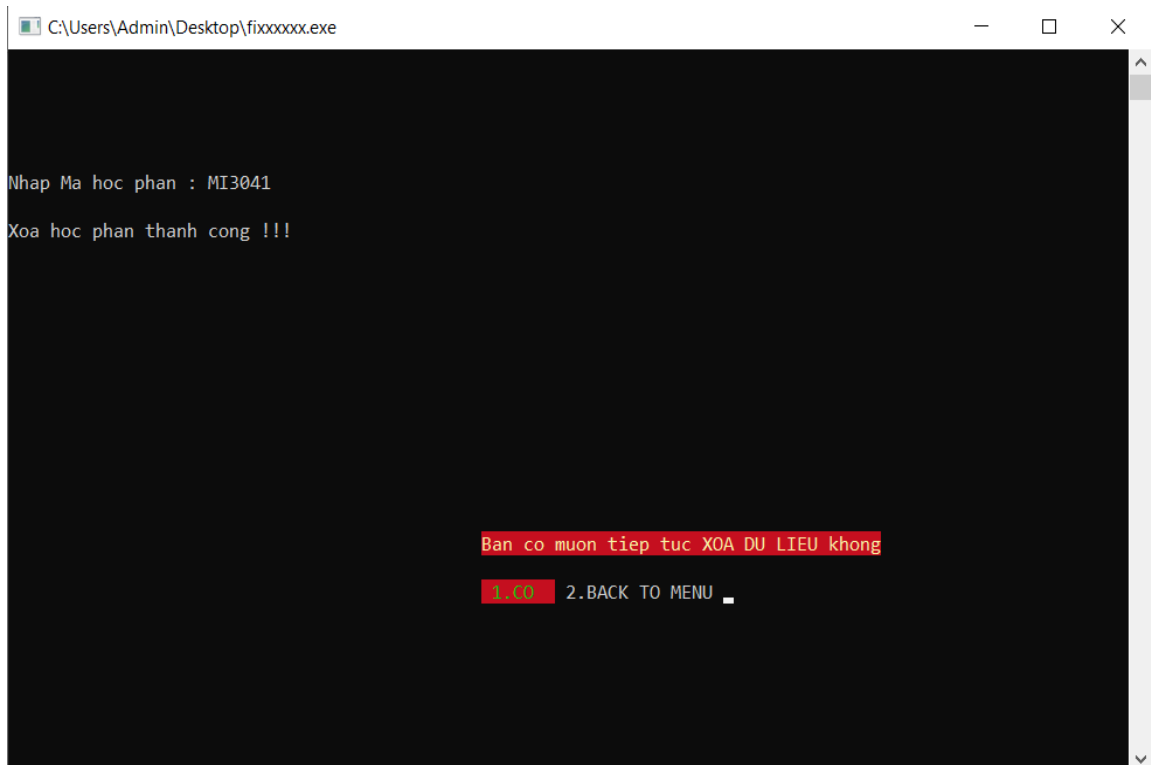 C:\Users\Admin\Desktop\fixxxxxx.exe
Nhap Ma hoc phan : MI3041
Xoa hoc phan thanh cong !!!
Ban co muon tiep tuc XOA DU LIEU khong
1.CO 2.BACK TO MENU